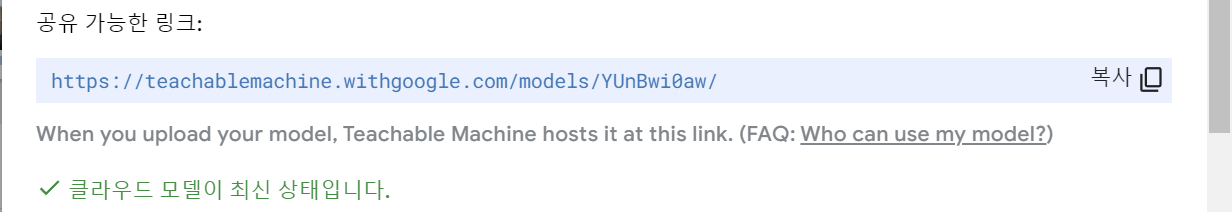 공유 가능한 링크:
https://teachablemachine.withgoogle.com/models/YUnBwi0aw/ 복사
When you upload your model, Teachable Machine hosts it at this link. (FAQ: Who can use my model?)
클라우드 모델이 최신 상태입니다.